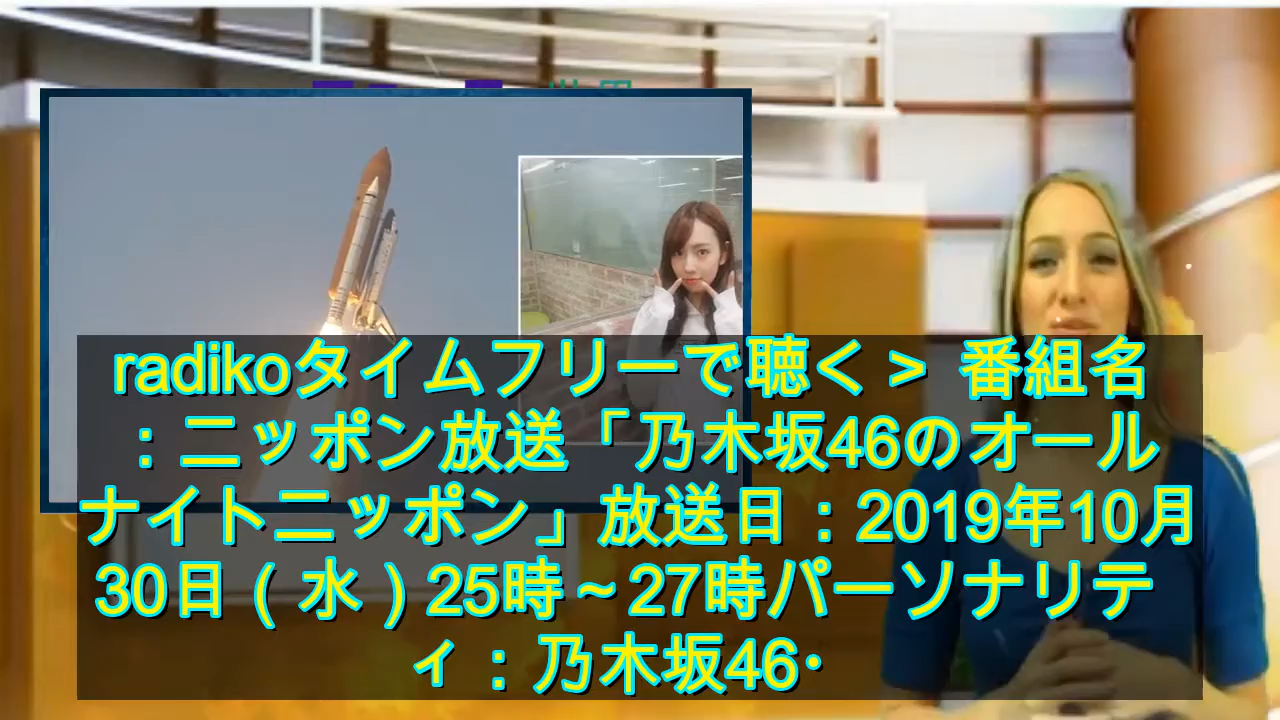 radikoタイムフリーで聴く＞ 番組名
：ニッポン放送「乃木坂46のオール
ナイトニッポン」放送日：2019年10月
30日（水）25時～27時パーソナリテ
ィ：乃木坂46･